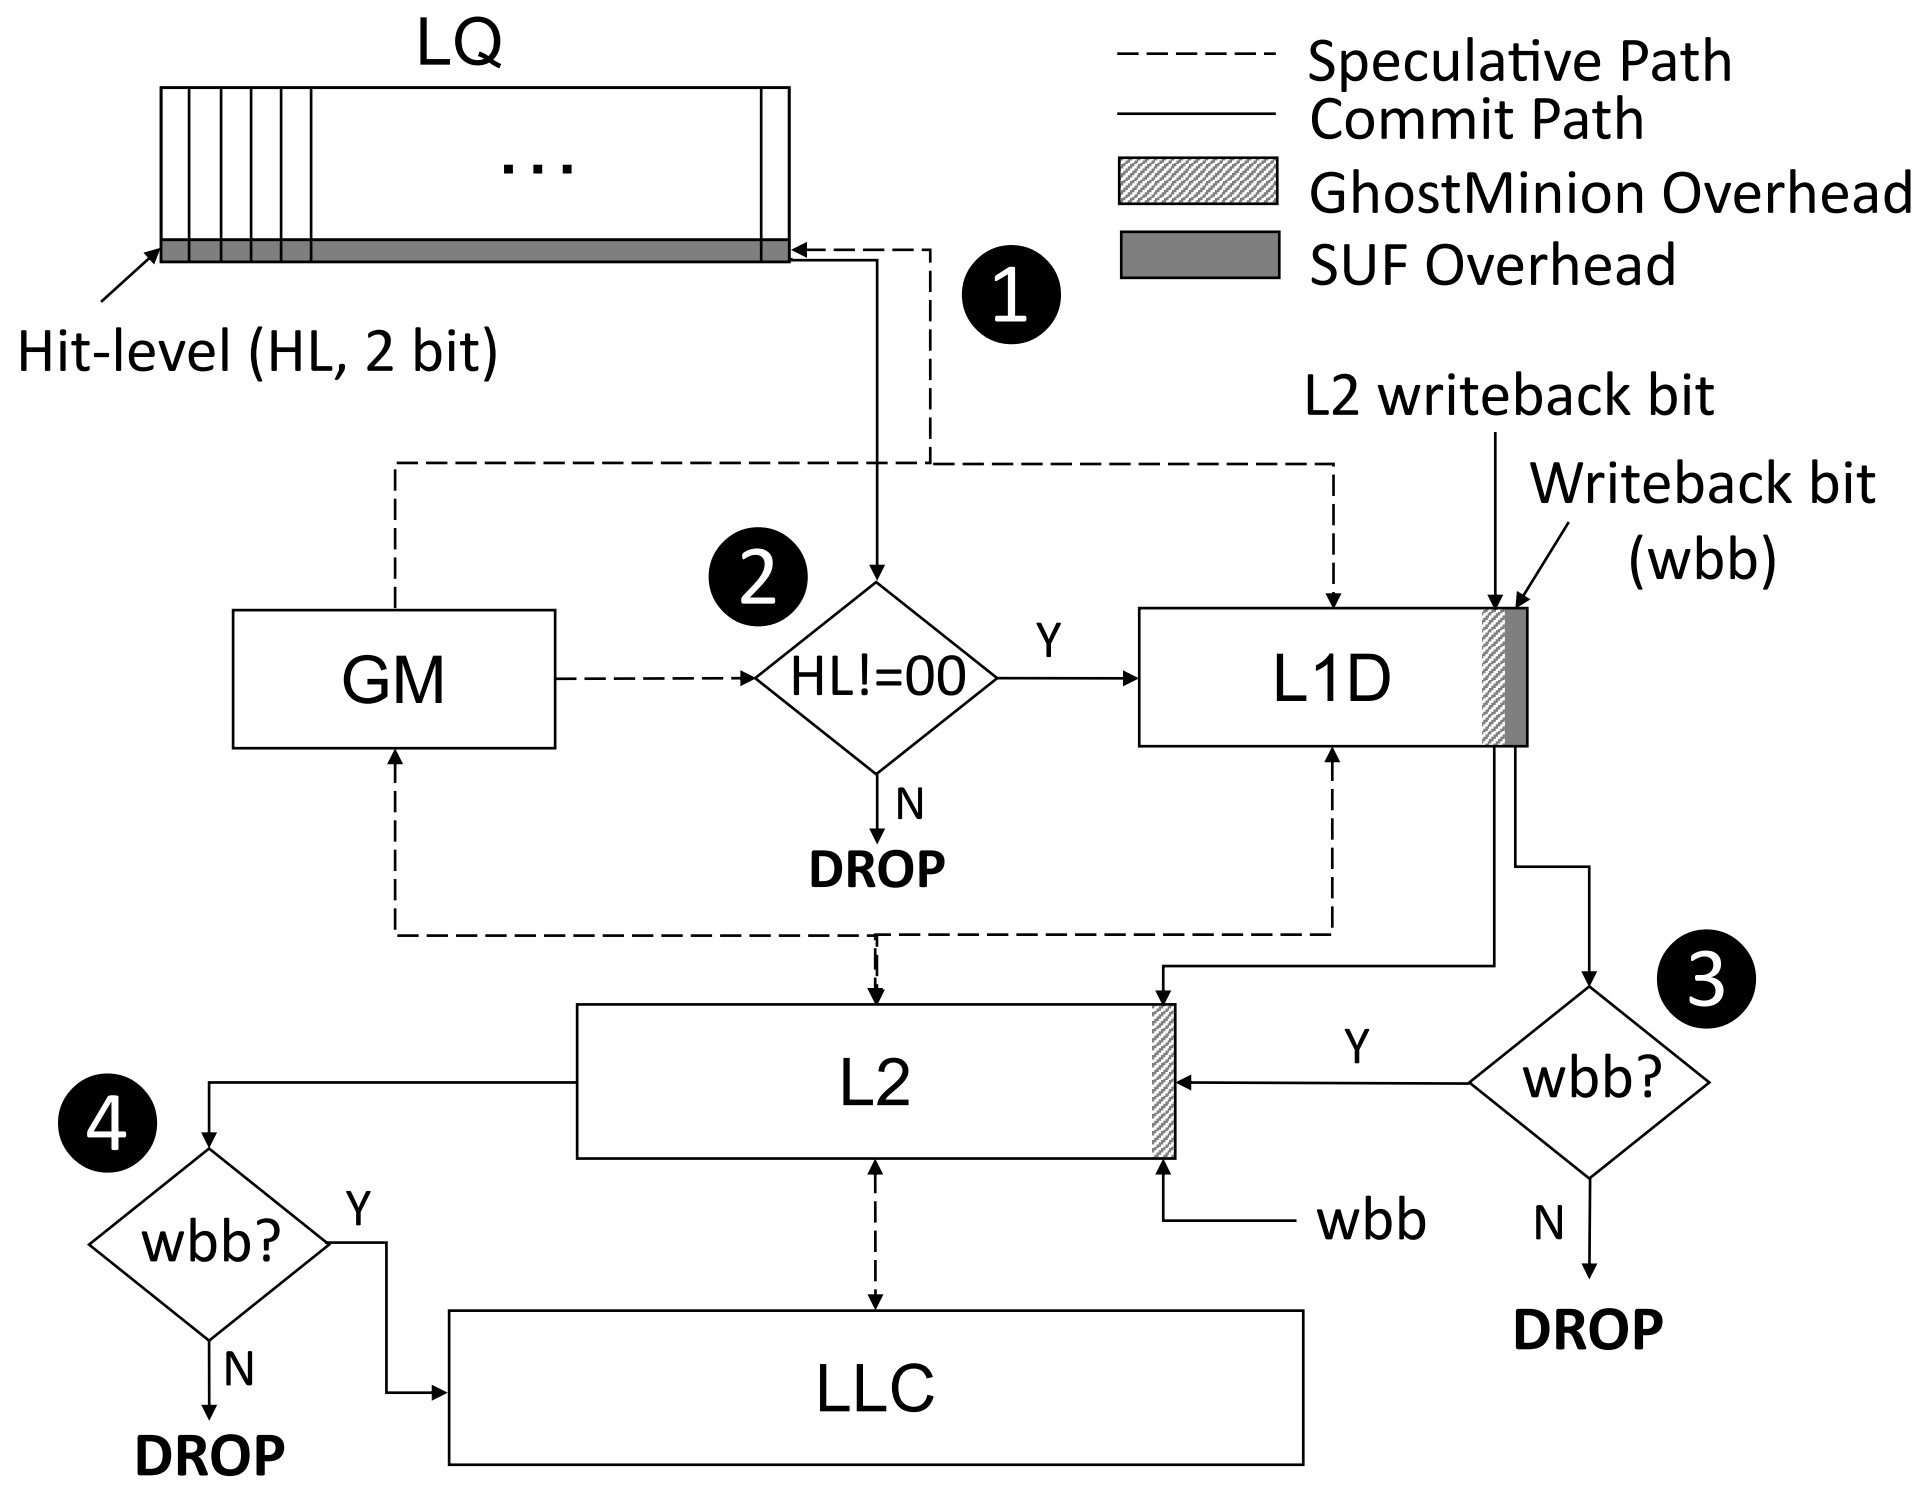 LQ
...
Speculative Path
Commit Path
GhostMinion Overhead
SUF Overhead
1
Hit-level (HL, 2 bit)
L2 writeback bit
Writeback bit
(wbb)
2
GM
HL!=00
Y
L1D
N
DROP
3
L2
Y
wbb?
4
wbb?
Y
wbb
N
DROP
N
DROP
LLC